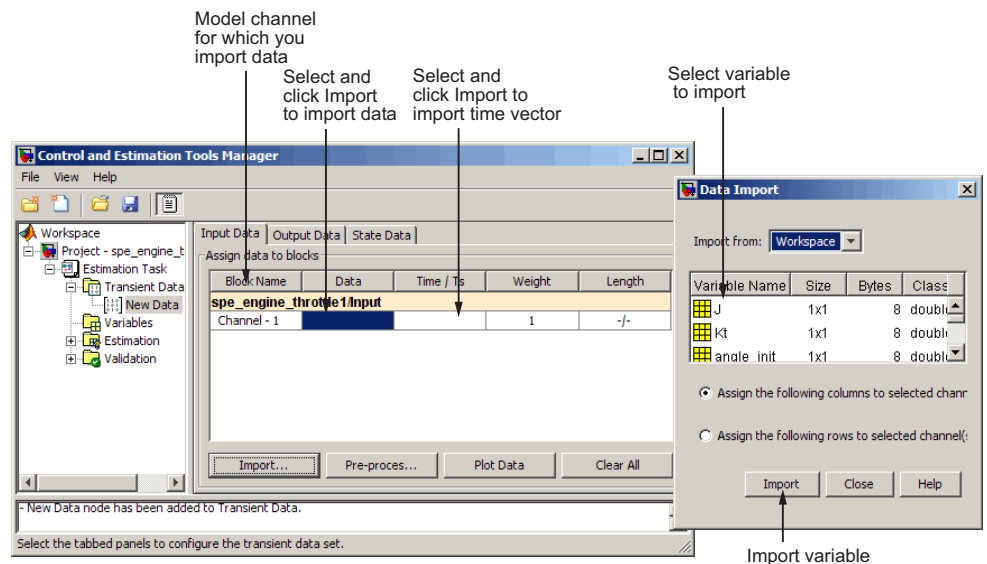 Model channel
for which you
import data
Select and
click Import
to import data
Select and
click Import to
import time vector
Select variable
to import
Control and Estimation Tools Manager
File View Help
Workspace
Project - spe_engine_t
Estimation Task
Transient Data
New Data
Variables
Estimation
Validation
Input Data Output Data State Data
Assign data to blocks
Block Name Data Time / Ts Weight Length
spe_engine_throttle1/Input
Channel - 1 1 -/-
Import... Pre-proces... Plot Data Clear All
- New Data node has been added to Transient Data.
Select the tabbed panels to configure the transient data set.
Data Import
Import from: Workspace
Variable Name Size Bytes Class
J 1x1 8 double
Kt 1x1 8 double
angle_init 1x1 8 double
Assign the following columns to selected chann
Assign the following rows to selected channel(s
Import Close Help
Import variable